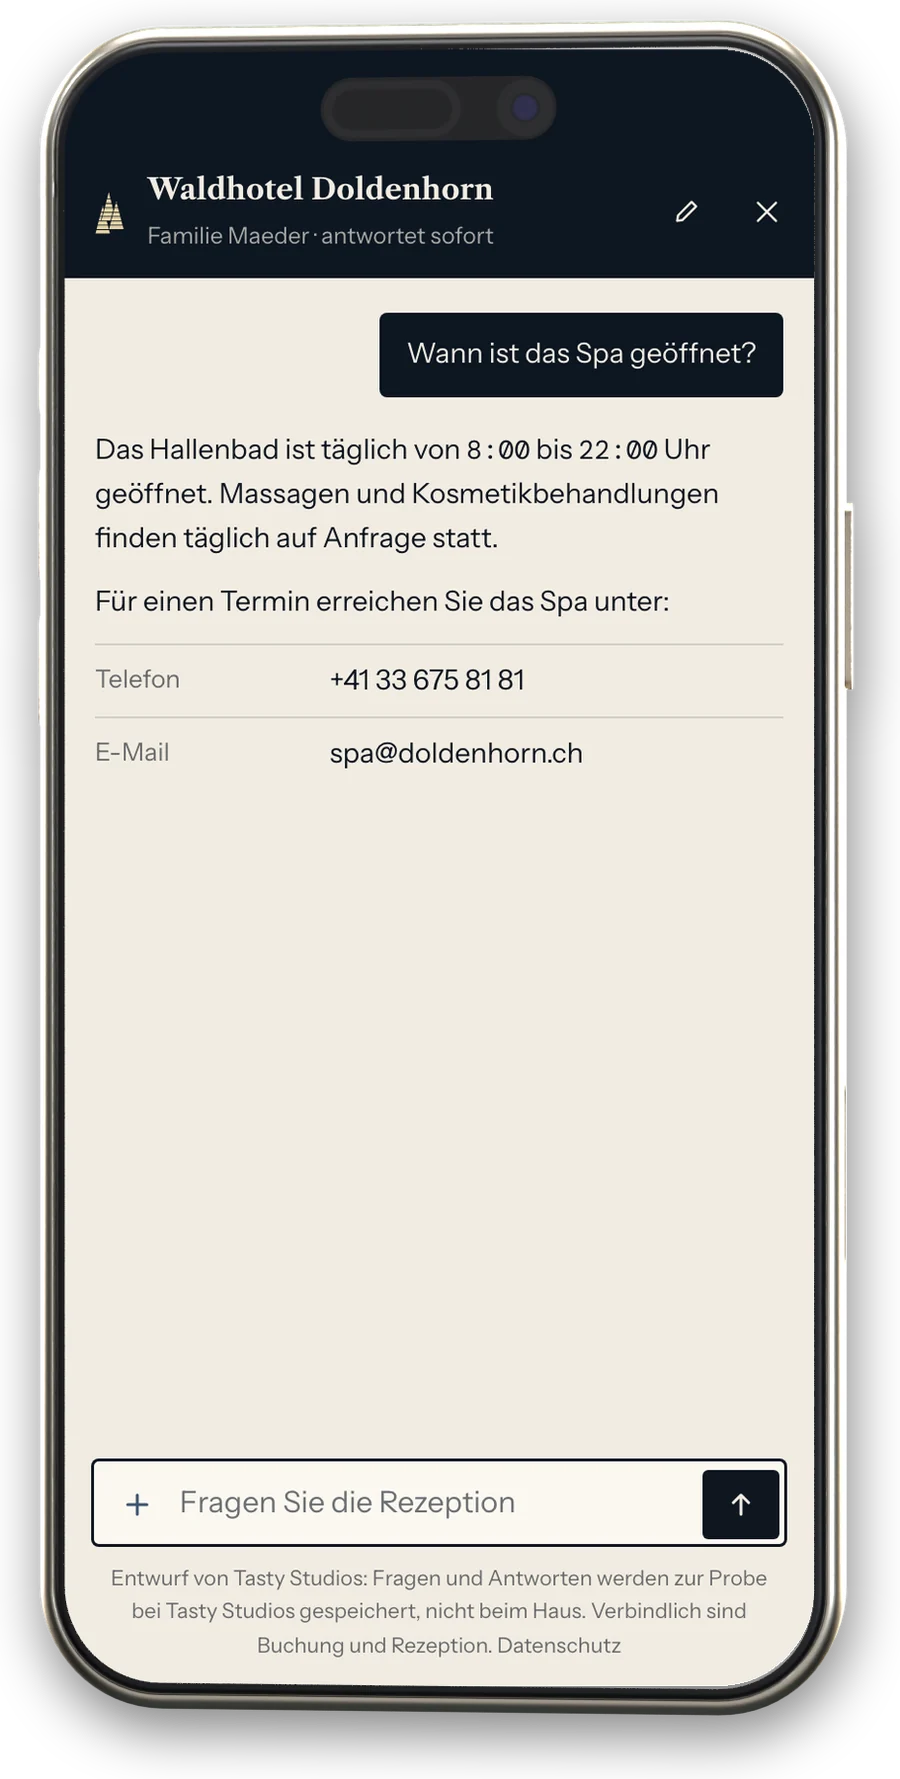 Waldhotel Doldenhorn
Familie Maeder · antwortet sofort
Wann ist das Spa geöffnet?
Das Hallenbad ist täglich von 8:00 bis 22:00 Uhr
geöffnet. Massagen und Kosmetikbehandlungen
finden täglich auf Anfrage statt.
Für einen Termin erreichen Sie das Spa unter:
Telefon +41 33 675 81 81
E-Mail spa@doldenhorn.ch
Fragen Sie die Rezeption
Entwurf von Tasty Studios: Fragen und Antworten werden zur Probe
bei Tasty Studios gespeichert, nicht beim Haus. Verbindlich sind
Buchung und Rezeption. Datenschutz